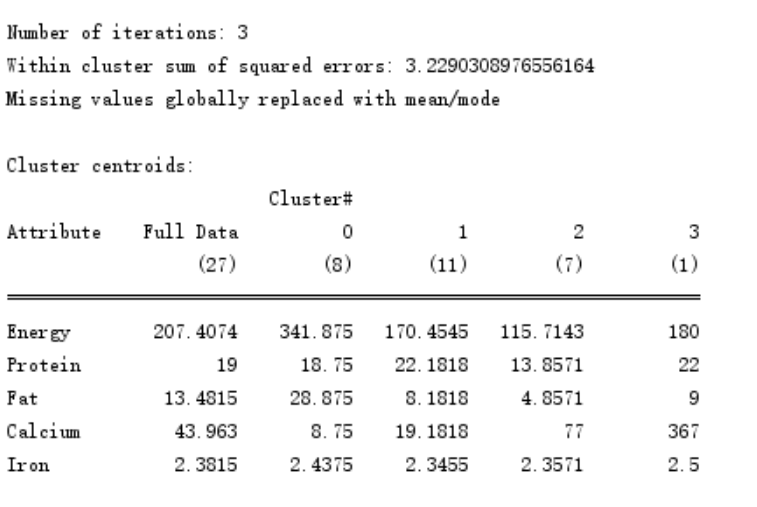 Number of iterations: 3
Within cluster sum of squared errors: 3.2290308976556164
Missing values globally replaced with mean/mode
Cluster centroids:
Cluster#
Attribute Full Data 0 1 2 3
(27) (8) (11) (7) (1)
Energy 207.4074 341.875 170.4545 115.7143 180
Protein 19 18.75 22.1818 13.8571 22
Fat 13.4815 28.875 8.1818 4.8571 9
Calcium 43.963 8.75 19.1818 77 367
Iron 2.3815 2.4375 2.3455 2.3571 2.5